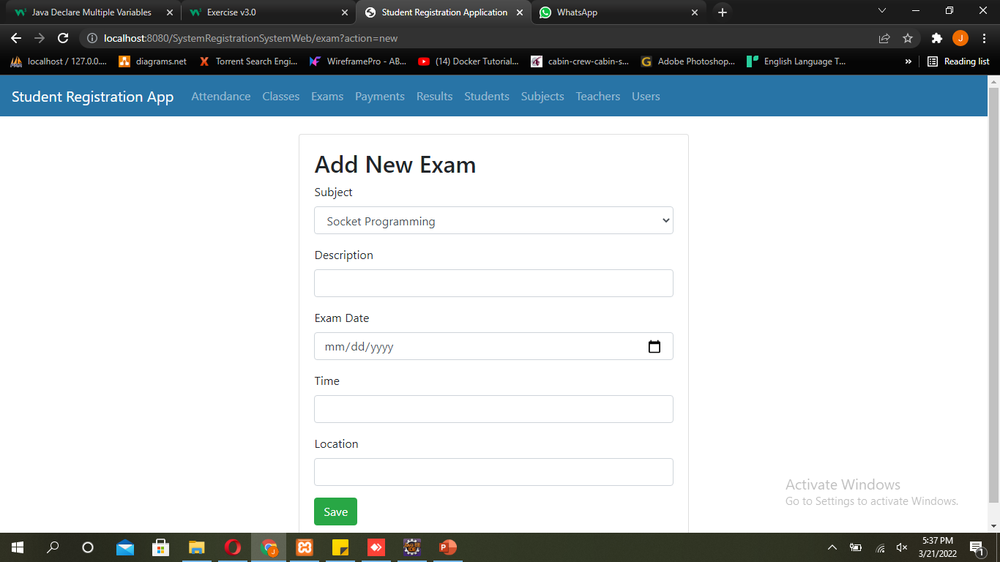 Java Declare Multiple Variables
Exercise v3.0
Student Registration Application
WhatsApp
localhost:8080/SystemRegistrationSystemWeb/exam?action=new
J
localhost / 127.0.0....
diagrams.net
Torrent Search Engi...
WireframePro - AB...
(14) Docker Tutorial...
cabin-crew-cabin-s...
Adobe Photoshop...
English Language T...
»
Reading list
Student Registration App
Attendance
Classes
Exams
Payments
Results
Students
Subjects
Teachers
Users
Add New Exam
Subject
Socket Programming
Description
Exam Date
mm/dd/yyyy
Time
Location
Save
Activate Windows
Go to Settings to activate Windows.
5:37 PM
3/21/2022
1